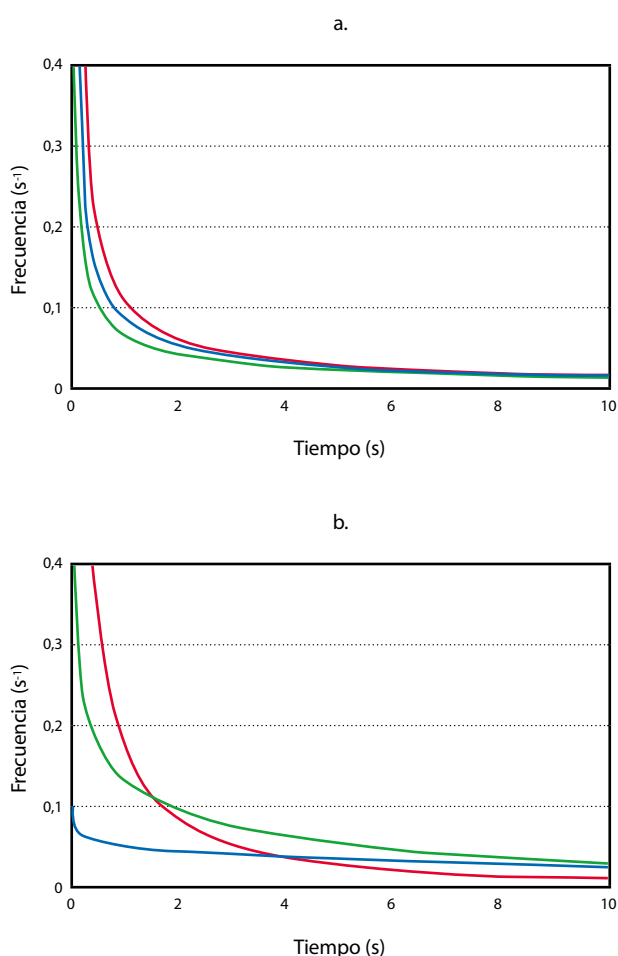 a.
0,4
0,3
0,2
0,1
0
Frecuencia (s-1)
0 2 4 6 8 10
Tiempo (s)
b.
0,4
0,3
0,2
0,1
0
Frecuencia (s-1)
0 2 4 6 8 10
Tiempo (s)